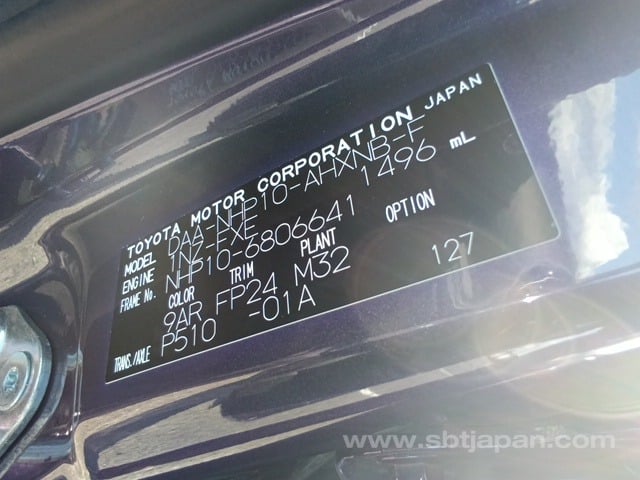 TOYOTA MOTOR CORPORATION JAPAN
MODEL DAA-NHP10-AHXNB-F
ENGINE 1NZ-FXE 1496 mL
FRAME No. NHP10-6806641
COLOR TRIM PLANT OPTION
9AR FP24 M32 127
TRANS./AXLE P510 -01A
www.sbtjapan.com